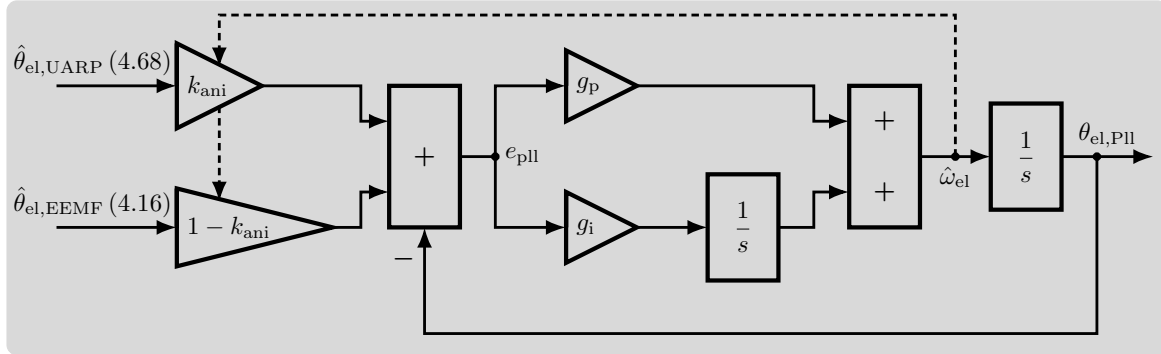 θ̂el,UARP (4.68)
kani
θ̂el,EEMF (4.16)
1 − kani
+
−
epll
gp
gi
1
s
+
+
ω̂el
1
s
θel,Pll